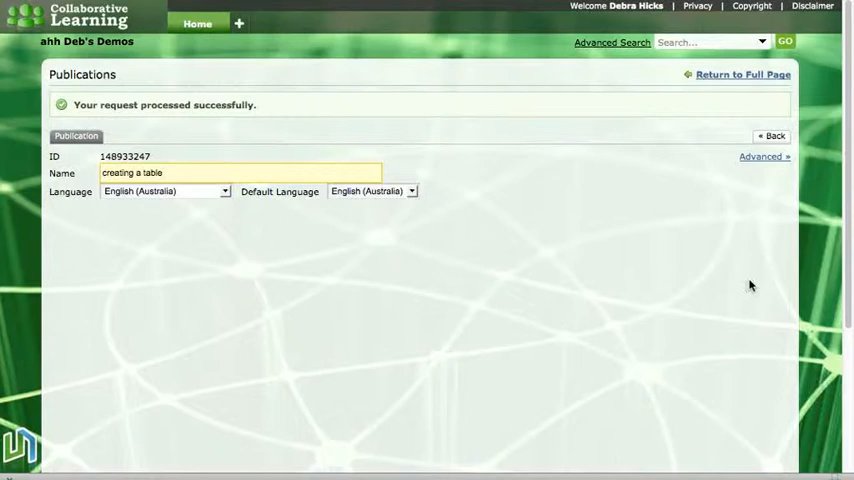 Collaborative Learning
Home +
Welcome Debra Hicks | Privacy | Copyright | Disclaimer
ahh Deb's Demos
Advanced Search Search... GO
Publications
Return to Full Page
Your request processed successfully.
Publication
« Back
ID 148933247
Advanced »
Name creating a table
Language English (Australia) Default Language English (Australia)